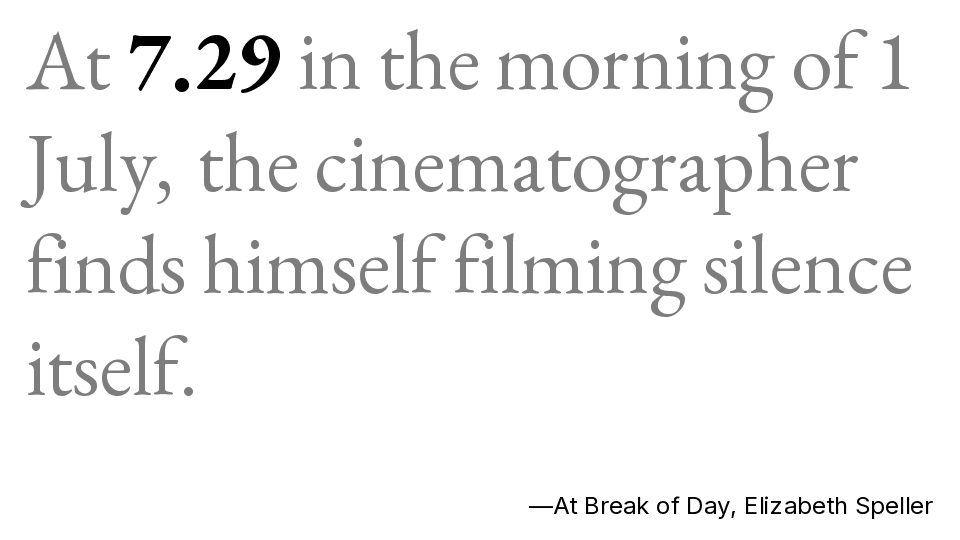 At 7.29 in the morning of 1
July, the cinematographer
finds himself filming silence
itself.
—At Break of Day, Elizabeth Speller